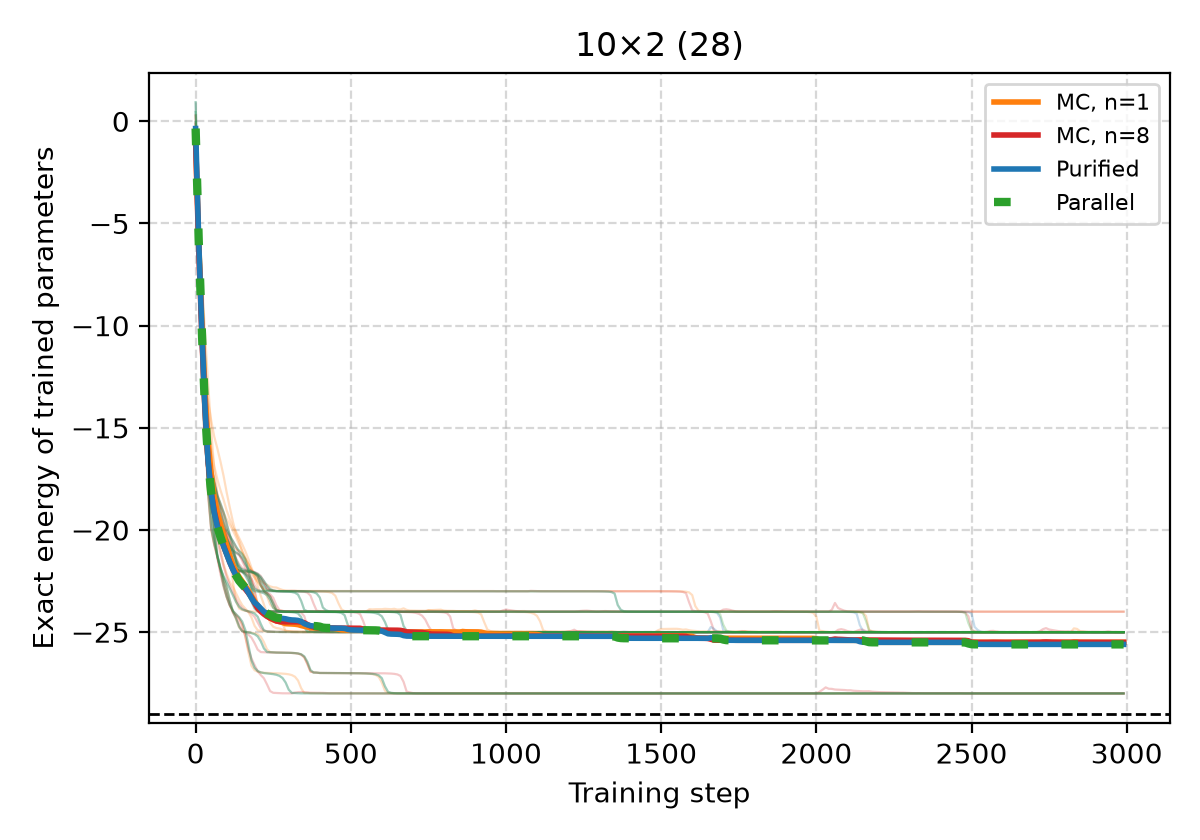 10×2 (28)
MC, n=1
MC, n=8
Purified
Parallel
Exact energy of trained parameters
0
−5
−10
−15
−20
−25
0 500 1000 1500 2000 2500 3000
Training step